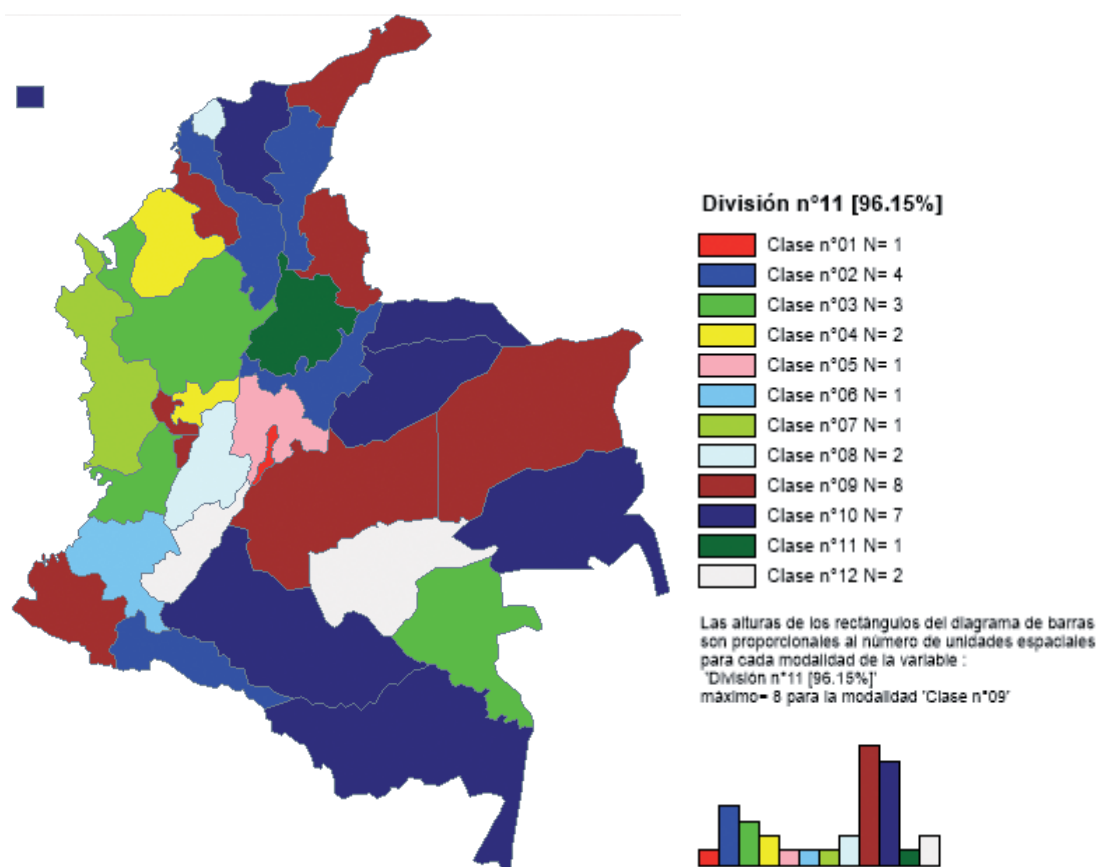 División n°11 [96.15%]
Clase n°01 N= 1
Clase n°02 N= 4
Clase n°03 N= 3
Clase n°04 N= 2
Clase n°05 N= 1
Clase n°06 N= 1
Clase n°07 N= 1
Clase n°08 N= 2
Clase n°09 N= 8
Clase n°10 N= 7
Clase n°11 N= 1
Clase n°12 N= 2
Las alturas de los rectángulos del diagrama de barras
son proporcionales al número de unidades espaciales
para cada modalidad de la variable :
'División n°11 [96.15%]'
máximo= 8 para la modalidad 'Clase n°09'